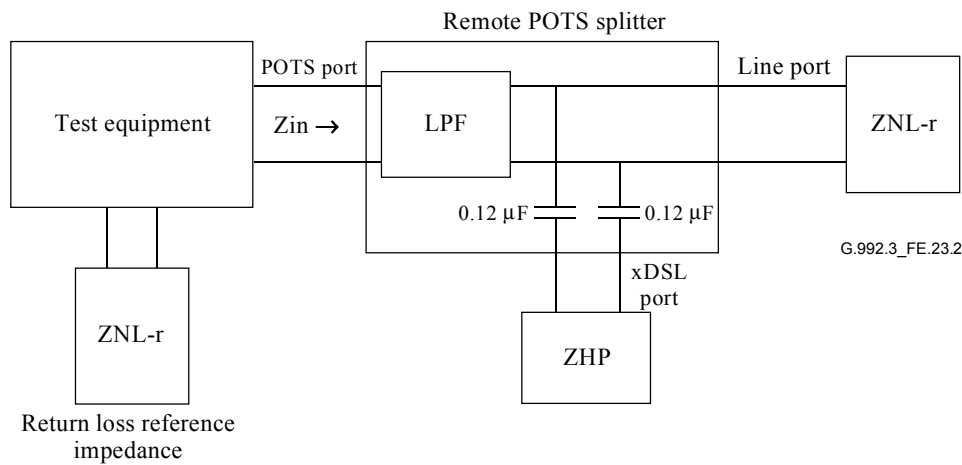 Remote POTS splitter
POTS port
Line port
Test equipment
Zin →
LPF
ZNL-r
0.12 µF
0.12 µF
G.992.3_FE.23.2
xDSL
port
ZNL-r
ZHP
Return loss reference
impedance